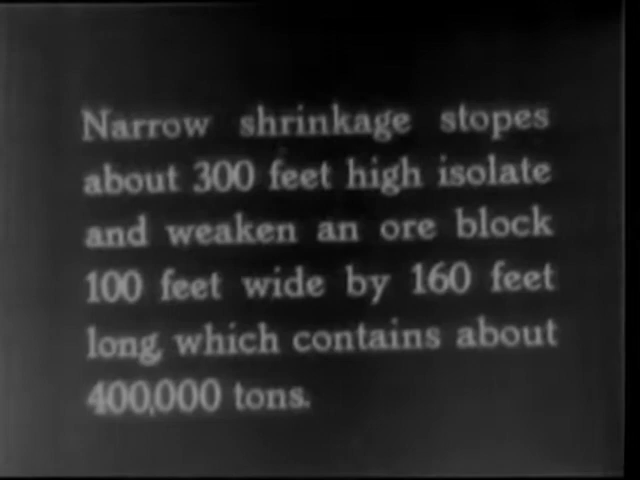 Narrow shrinkage stopes
about 300 feet high isolate
and weaken an ore block
100 feet wide by 160 feet
long, which contains about
400,000 tons.